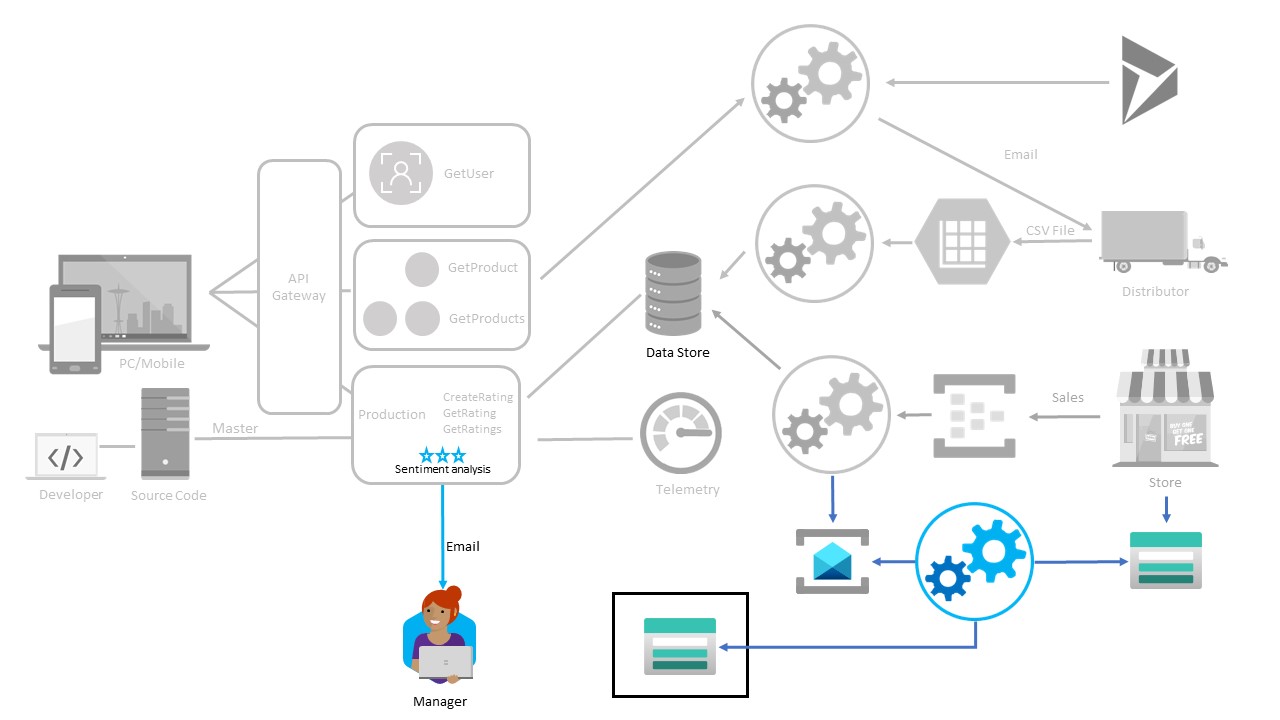 Email
GetUser
CSV File
API
Gateway
GetProduct
GetProducts
Distributor
Data Store
PC/Mobile
Production
CreateRating
GetRating
GetRatings
Sales
BUY ONE
GET ONE
FREE
Master
Sentiment analysis
</>
Developer
Source Code
Telemetry
Store
Email
Manager